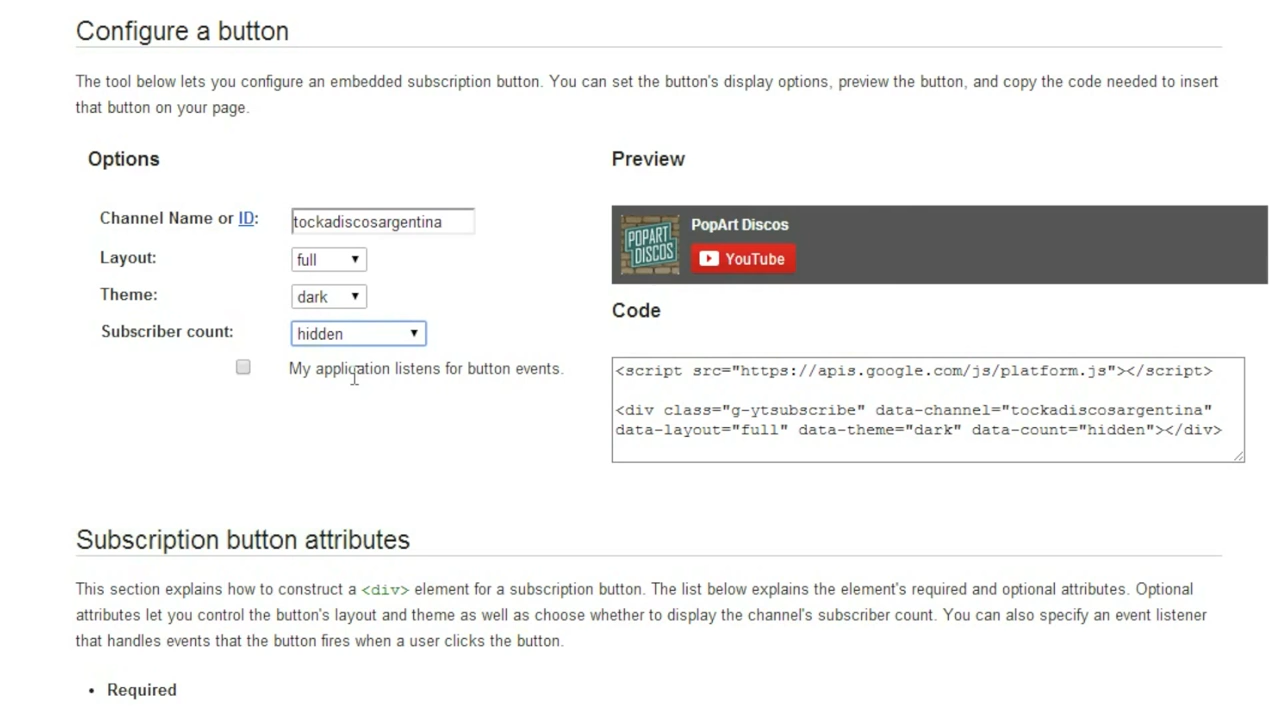 Configure a button
The tool below lets you configure an embedded subscription button. You can set the button's display options, preview the button, and copy the code needed to insert
that button on your page.
Options
Channel Name or ID:
tockadiscosargentina
Layout:
full
Theme:
dark
Subscriber count:
hidden
My application listens for button events.
Preview
POPART
DISCOS
PopArt Discos
YouTube
Code
<script src="https://apis.google.com/js/platform.js"></script>
<div class="g-ytsubscribe" data-channel="tockadiscosargentina"
data-layout="full" data-theme="dark" data-count="hidden"></div>
Subscription button attributes
This section explains how to construct a <div> element for a subscription button. The list below explains the element's required and optional attributes. Optional
attributes let you control the button's layout and theme as well as choose whether to display the channel's subscriber count. You can also specify an event listener
that handles events that the button fires when a user clicks the button.
• Required